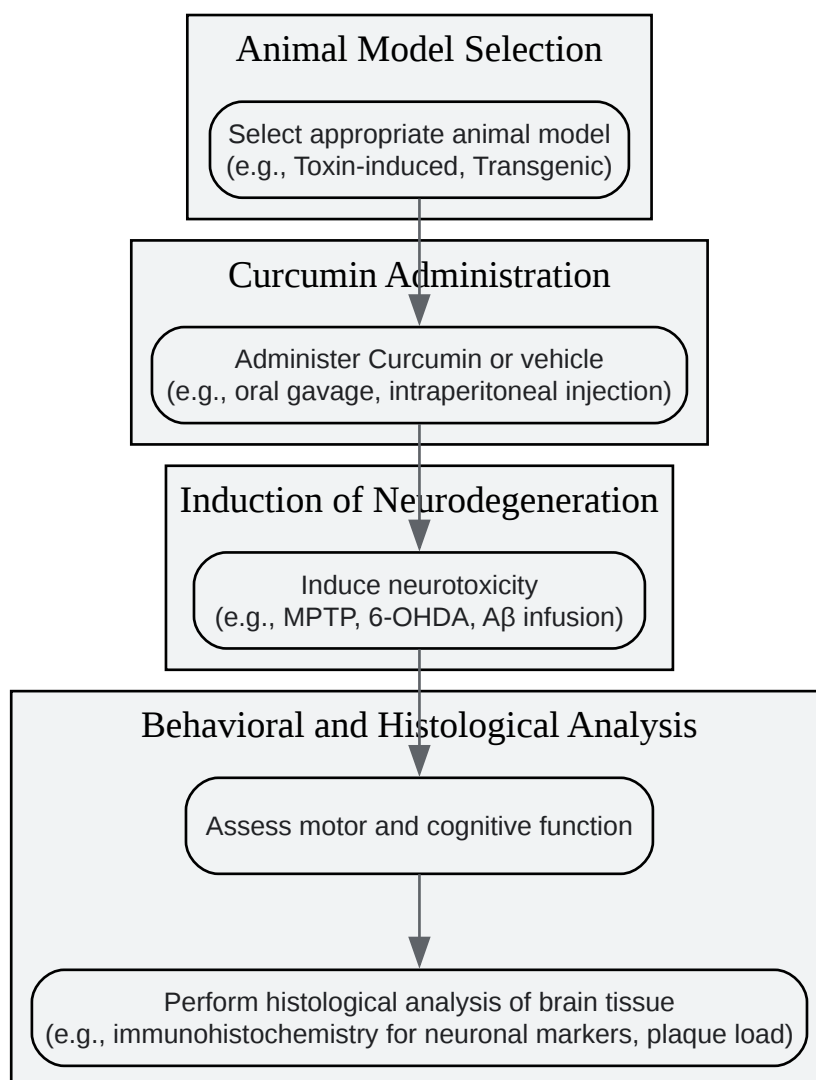 Animal Model Selection
Select appropriate animal model
(e.g., Toxin-induced, Transgenic)
Curcumin Administration
Administer Curcumin or vehicle
(e.g., oral gavage, intraperitoneal injection)
Induction of Neurodegeneration
Induce neurotoxicity
(e.g., MPTP, 6-OHDA, Aβ infusion)
Behavioral and Histological Analysis
Assess motor and cognitive function
Perform histological analysis of brain tissue
(e.g., immunohistochemistry for neuronal markers, plaque load)